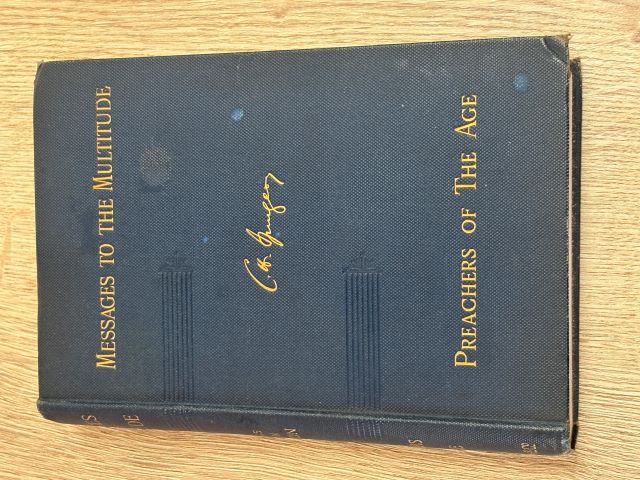 MESSAGES TO THE MULTITUDE
C. H. Spurgeon
PREACHERS OF THE AGE